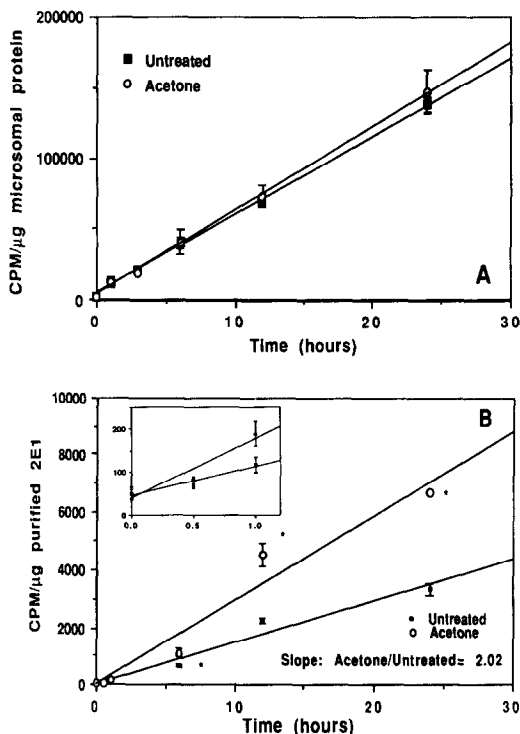 200000
Untreated
Acetone
100000
0
CPM/µg microsomal protein
A
0 10 20 30
Time (hours)
10000
8000
6000
4000
2000
0
CPM/µg purified 2E1
B
200
100
0
0.0 0.5 1.0
*
*
*
Untreated
Acetone
Slope: Acetone/Untreated= 2.02
0 10 20 30
Time (hours)